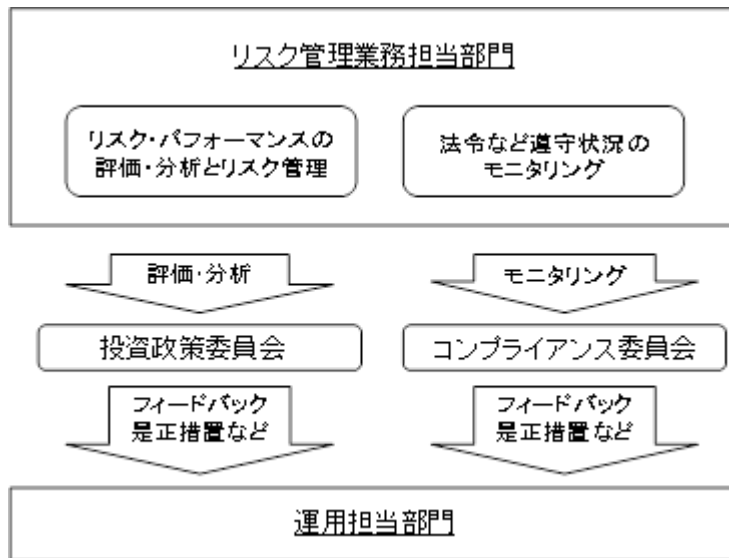 リスク管理業務担当部門
リスク・パフォーマンスの
評価・分析とリスク管理
法令など遵守状況の
モニタリング
評価・分析
モニタリング
投資政策委員会
コンプライアンス委員会
フィードバック
是正措置など
フィードバック
是正措置など
運用担当部門